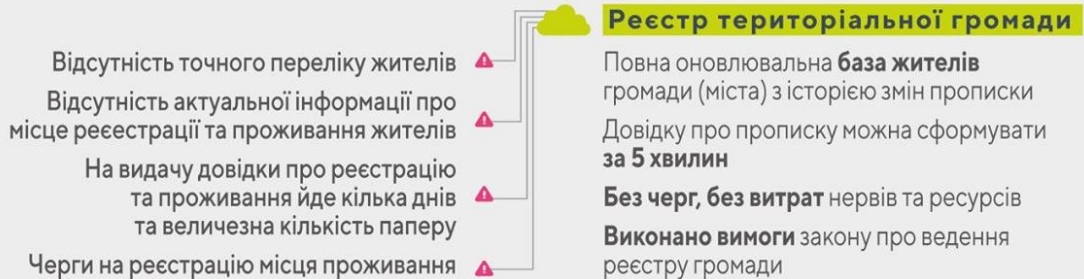 Реєстр територіальної громади
Відсутність точного переліку жителів
Відсутність актуальної інформації про
місце реєестрації та проживання жителів
На видачу довідки про реєстрацію
та проживання йде кілька днів
та величезна кількість паперу
Черги на реєстрацію місця проживання
Повна оновлювальна база жителів
громади (міста) з історією змін прописки
Довідку про прописку можна сформувати
за 5 хвилин
Без черг, без витрат нервів та ресурсів
Виконано вимоги закону про ведення
реєстру громади